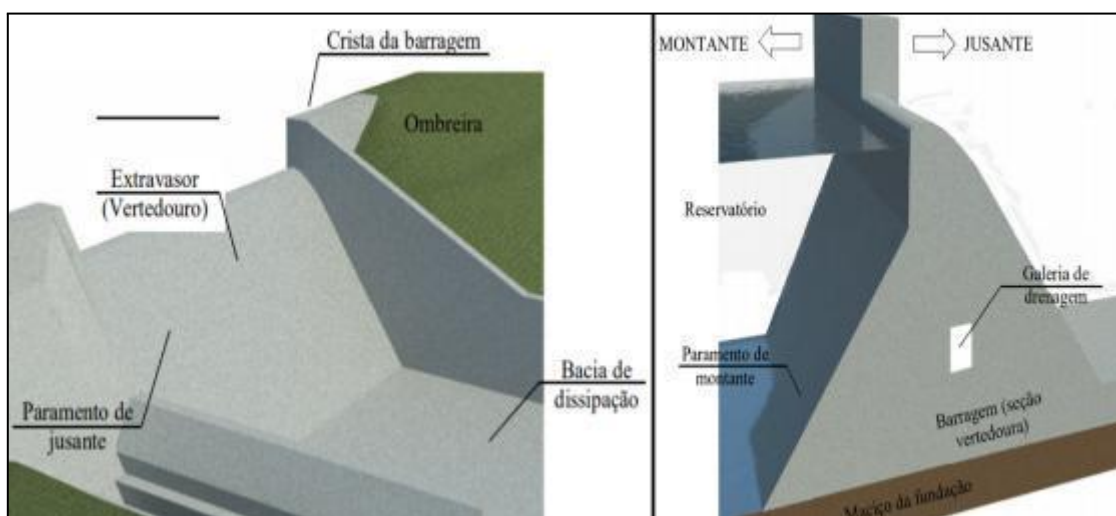 Crista da barragem
Ombreira
Extravasor
(Vertedouro)
Paramento de
jusante
Bacia de
dissipação
MONTANTE
JUSANTE
Reservatório
Galeria de
drenagem
Paramento de
montante
Barragem (seção
vertedoura)
Maciço da fundação